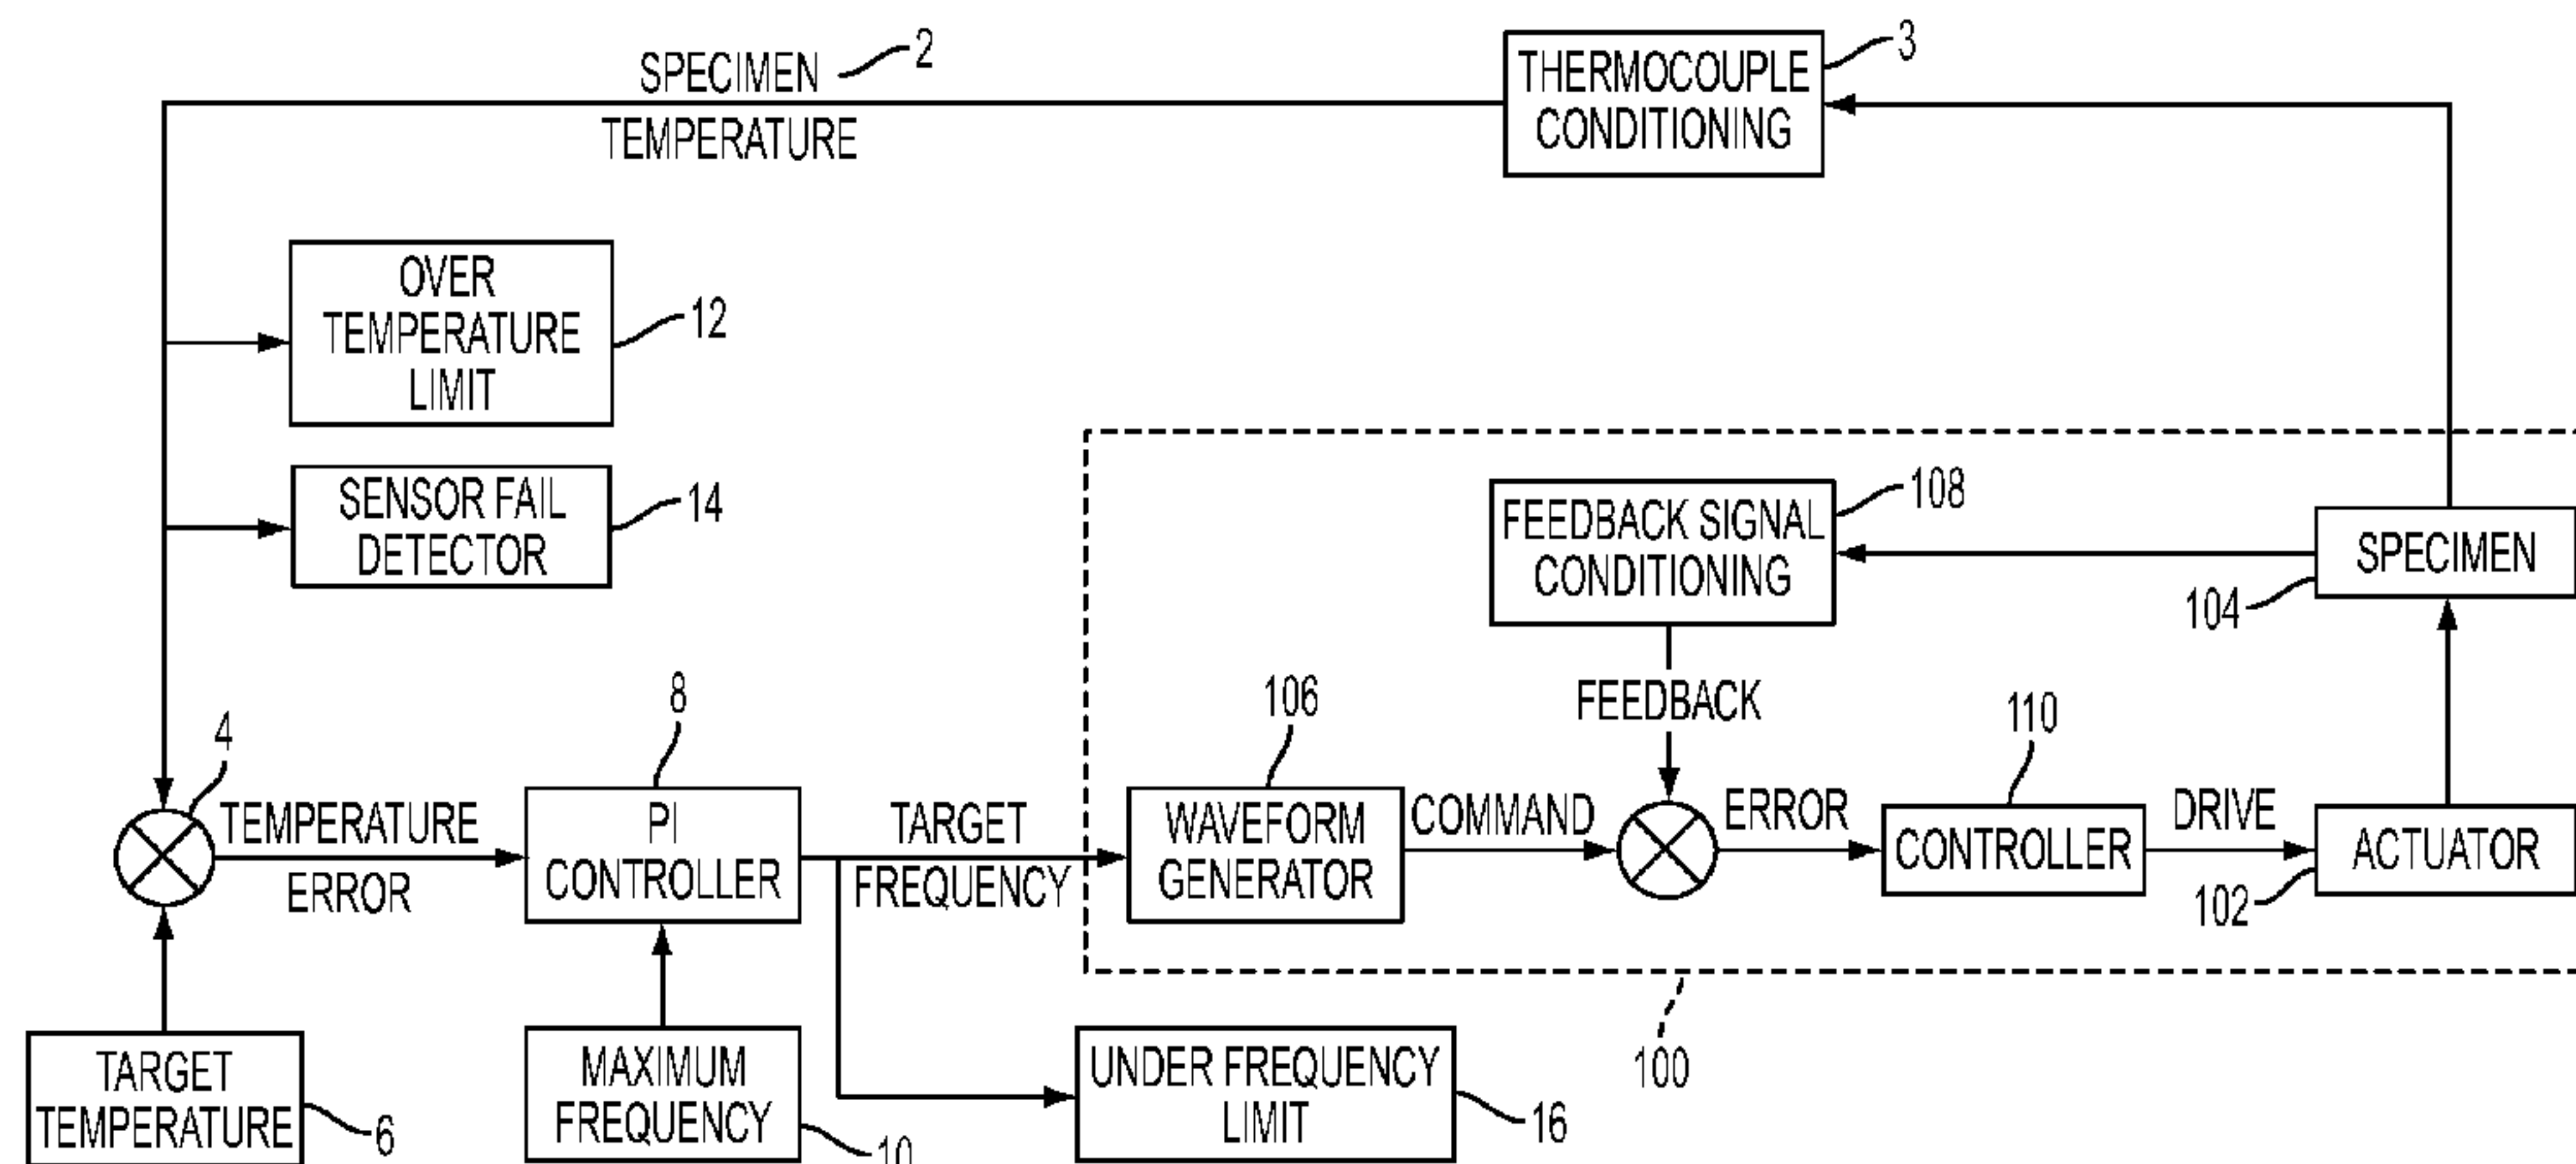 SPECIMEN 2
TEMPERATURE
THERMOCOUPLE
CONDITIONING
3
OVER
TEMPERATURE
LIMIT
12
SENSOR FAIL
DETECTOR
14
FEEDBACK SIGNAL
CONDITIONING
108
SPECIMEN
104
FEEDBACK
4
TEMPERATURE
ERROR
8
PI
CONTROLLER
TARGET
FREQUENCY
106
WAVEFORM
GENERATOR
COMMAND
ERROR
110
CONTROLLER
DRIVE
ACTUATOR
102
100
TARGET
TEMPERATURE
6
MAXIMUM
FREQUENCY
10
UNDER FREQUENCY
LIMIT
16